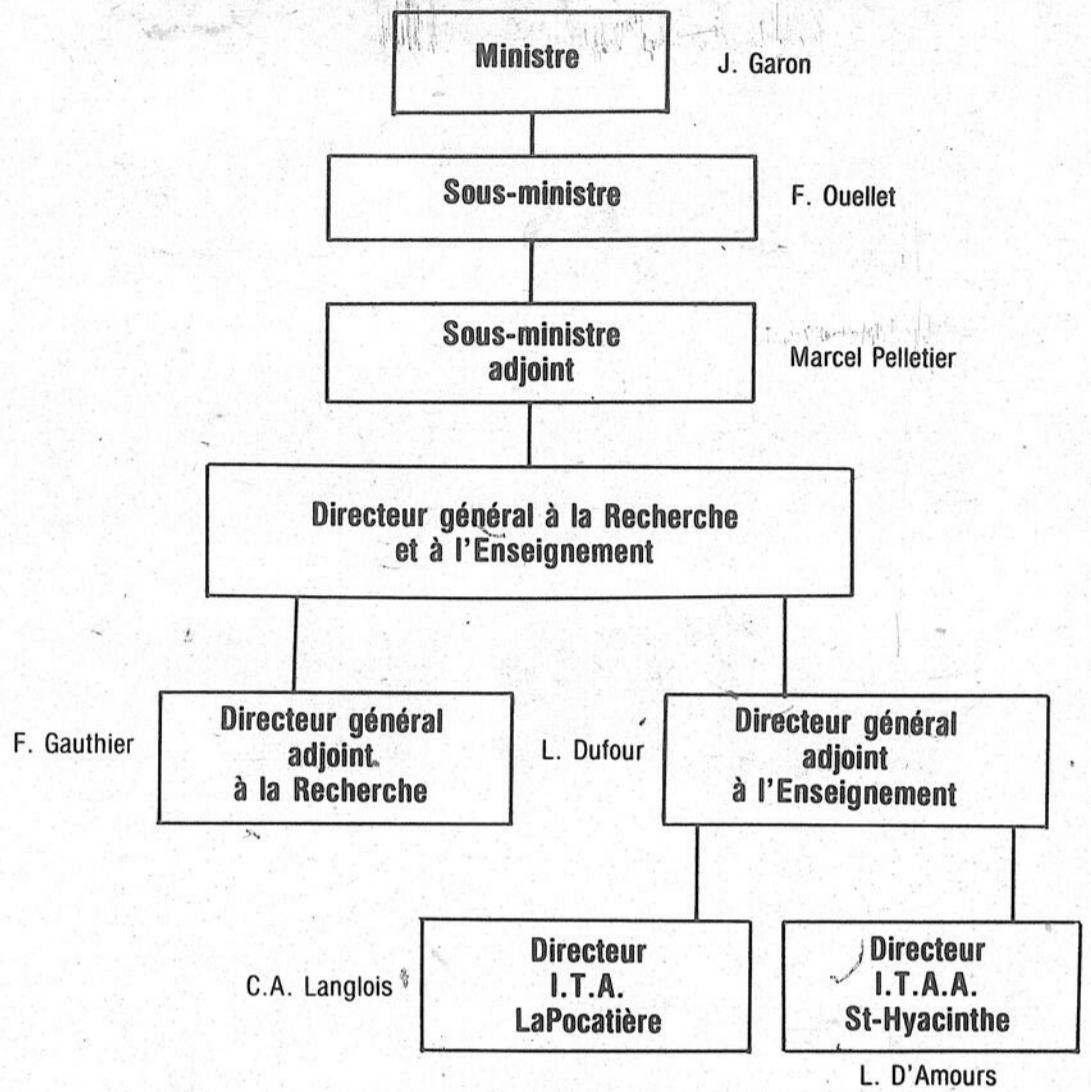 Ministre
J. Garon
Sous-ministre
F. Ouellet
Sous-ministre
adjoint
Marcel Pelletier
Directeur général à la Recherche
et à l'Enseignement
F. Gauthier
Directeur général
adjoint
à la Recherche
L. Dufour
Directeur général
adjoint
à l'Enseignement
C.A. Langlois
Directeur
I.T.A.
LaPocatière
Directeur
I.T.A.A.
St-Hyacinthe
L. D'Amours